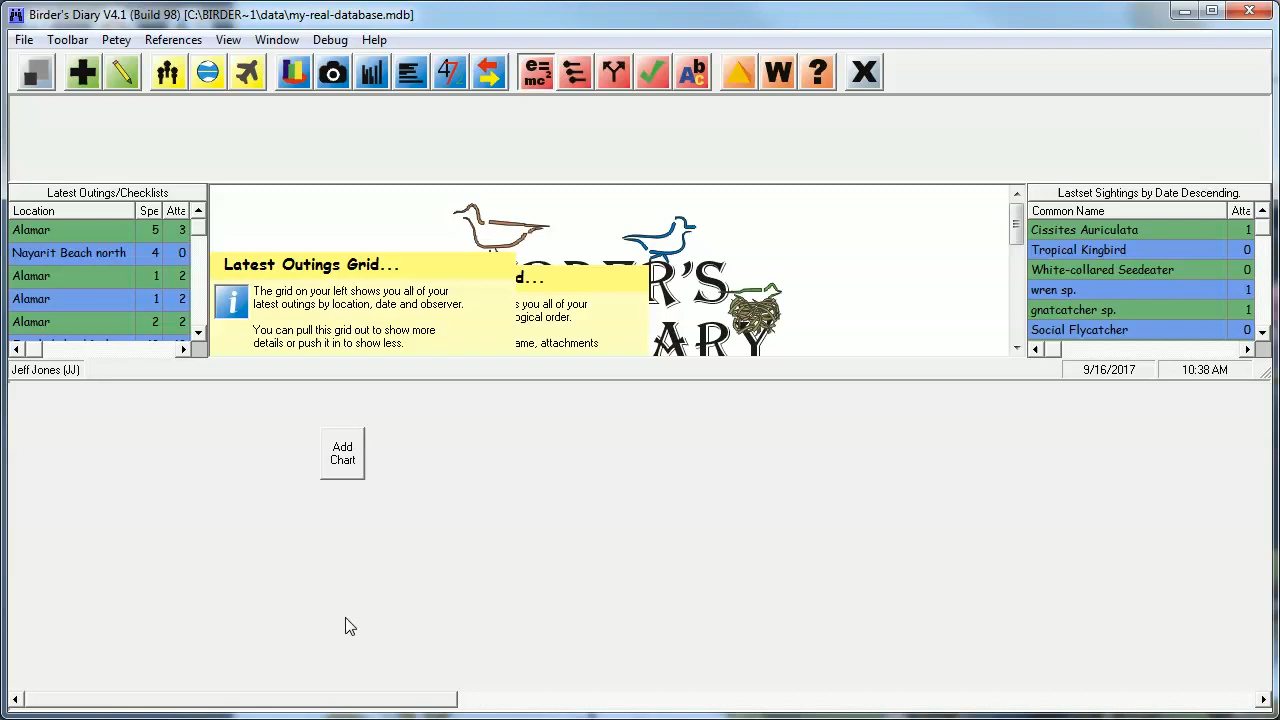 Birder's Diary V4.1 (Build 98) [C:\BIRDER~1\data\my-real-database.mdb]
File Toolbar Petey References View Window Debug Help
e= mc² 47 Ab c W ? X
Latest Outings/Checklists
Location Spe Atta
Alamar 5 3
Nayarit Beach north 4 0
Alamar 1 2
Alamar 1 2
Alamar 2 2
Latest Outings Grid...
The grid on your left shows you all of your
latest outings by location, date and observer.
You can pull this grid out to show more
details or push it in to show less.
d...
s you all of your
ogical order.
ame, attachments
R'S
ARY
Lastset Sightings by Date Descending.
Common Name Atta
Cissites Auriculata 1
Tropical Kingbird 0
White-collared Seedeater 0
wren sp. 1
gnatcatcher sp. 1
Social Flycatcher 0
Jeff Jones (JJ) 9/16/2017 10:38 AM
Add
Chart